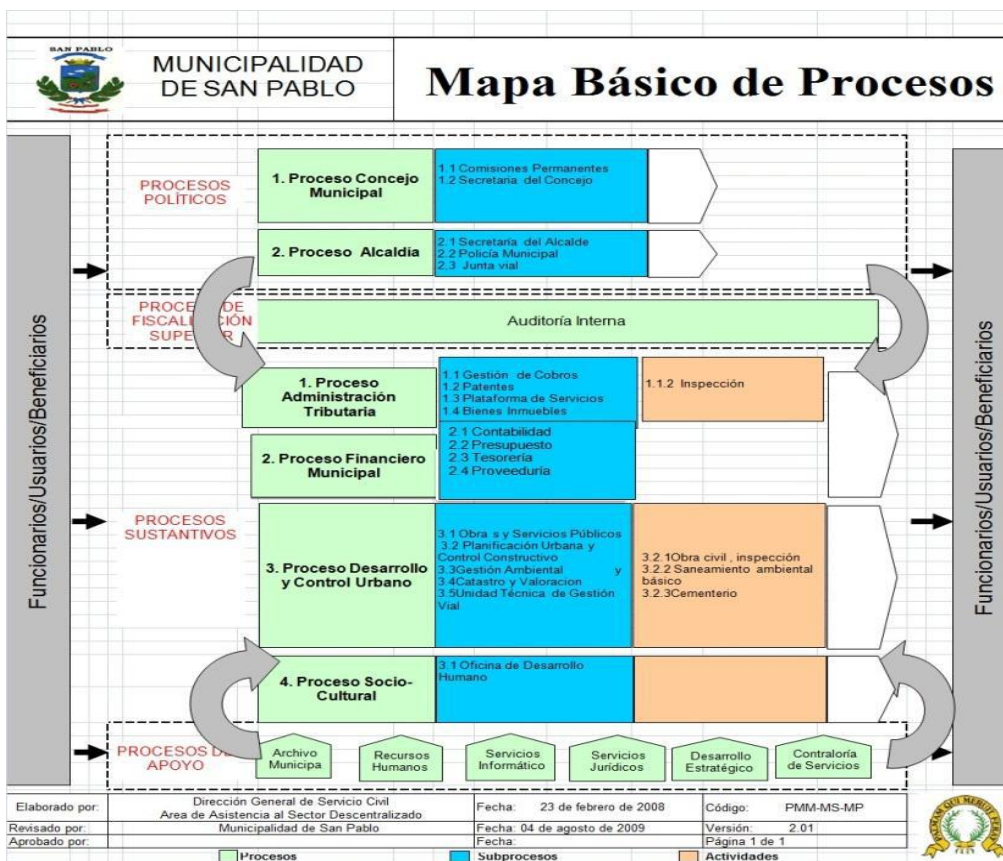 SAN PABLO
MUNICIPALIDAD
DE SAN PABLO
Mapa Básico de Procesos
Funcionarios/Usuarios/Beneficiarios
PROCESOS
POLÍTICOS
1. Proceso Concejo
Municipal
1.1 Comisiones Permanentes
1.2 Secretaria del Concejo
2. Proceso Alcaldía
2.1 Secretaría del Alcalde
2.2 Policía Municipal
2.3 Junta vial
DE
SUPE
Auditoría Interna
PROCESOS
SUSTANTIVOS
1. Proceso
Administración
Tributaria
1.1 Gestión de Cobros
1.2 Patentes
1.3 Plataforma de Servicios
1.4 Bienes Inmuebles
1.1.2 Inspección
2. Proceso Financiero
Municipal
2.1 Contabilidad
2.2 Presupuesto
2.3 Tesorería
2.4 Proveeduría
3. Proceso Desarrollo
y Control Urbano
3.1 Obra s y Servicios Públicos
3.2 Planificación Urbana y
Control Constructivo
3.3Gestión Ambiental y
3.4Catastro y Valoracion
3.5Unidad Técnica de Gestión
Vial
3.2.1Obra civil , inspección
3.2.2 Saneamiento ambiental
básico
3.2.3Cementerio
4. Proceso Socio-
Cultural
3.1 Oficina de Desarrollo
Humano
PROCESOS DE
APOYO
Archivo
Municipa
Recursos
Humanos
Servicios
Informático
Servicios
Jurídicos
Desarrollo
Estratégico
Contraloría
de Servicios
Funcionarios/Usuarios/Beneficiarios
Elaborado por: Dirección General de Servicio Civil
Area de Asistencia al Sector Descentralizado Fecha: 23 de febrero de 2008 Código: PMM-MS-MP
Revisado por: Municipalidad de San Pablo Fecha: 04 de agosto de 2009 Versión: 2.01
Aprobado por: Fecha: Página 1 de 1
Procesos Subprocesos Actividades